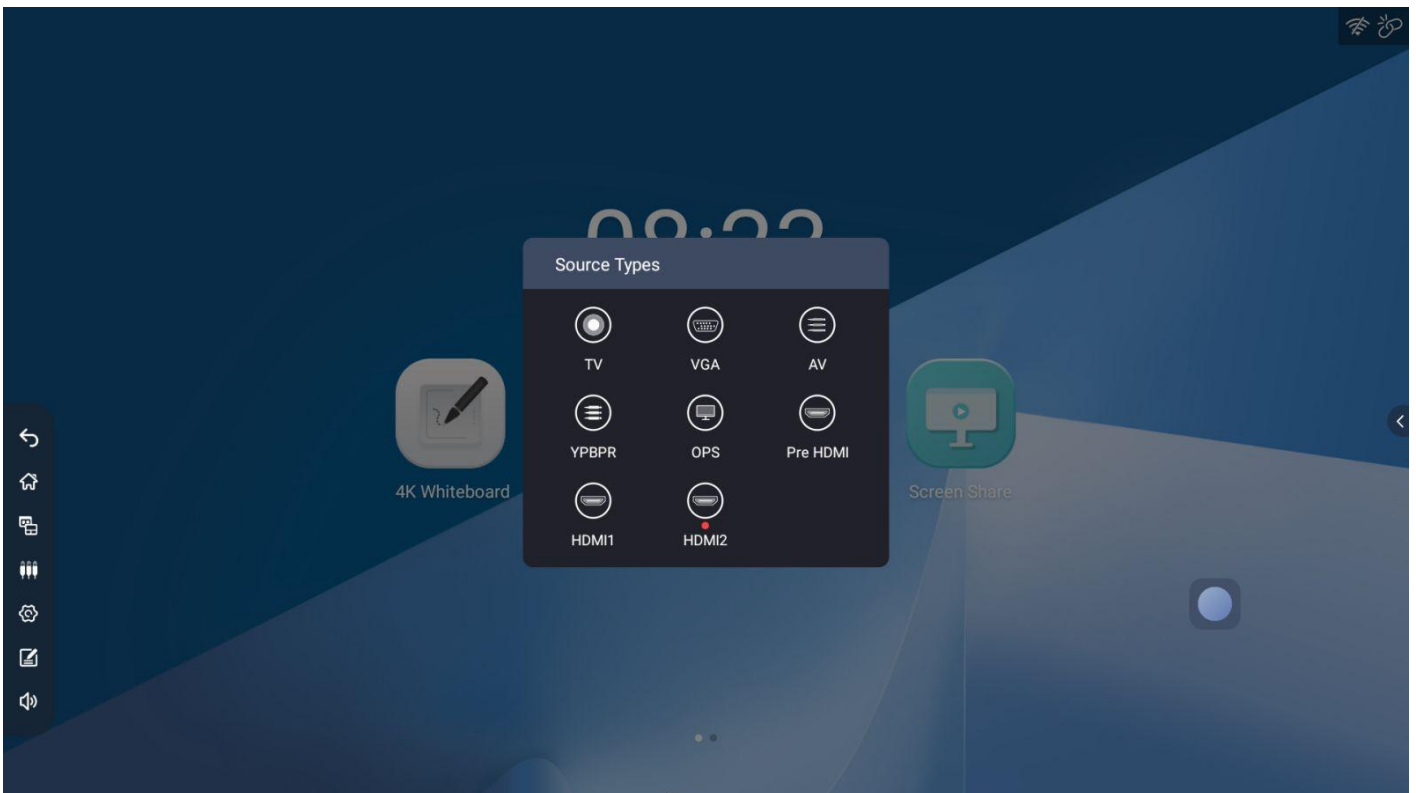 Source Types
TV
VGA
AV
YPBPR
OPS
Pre HDMI
HDMI1
HDMI2
4K Whiteboard
Screen Share